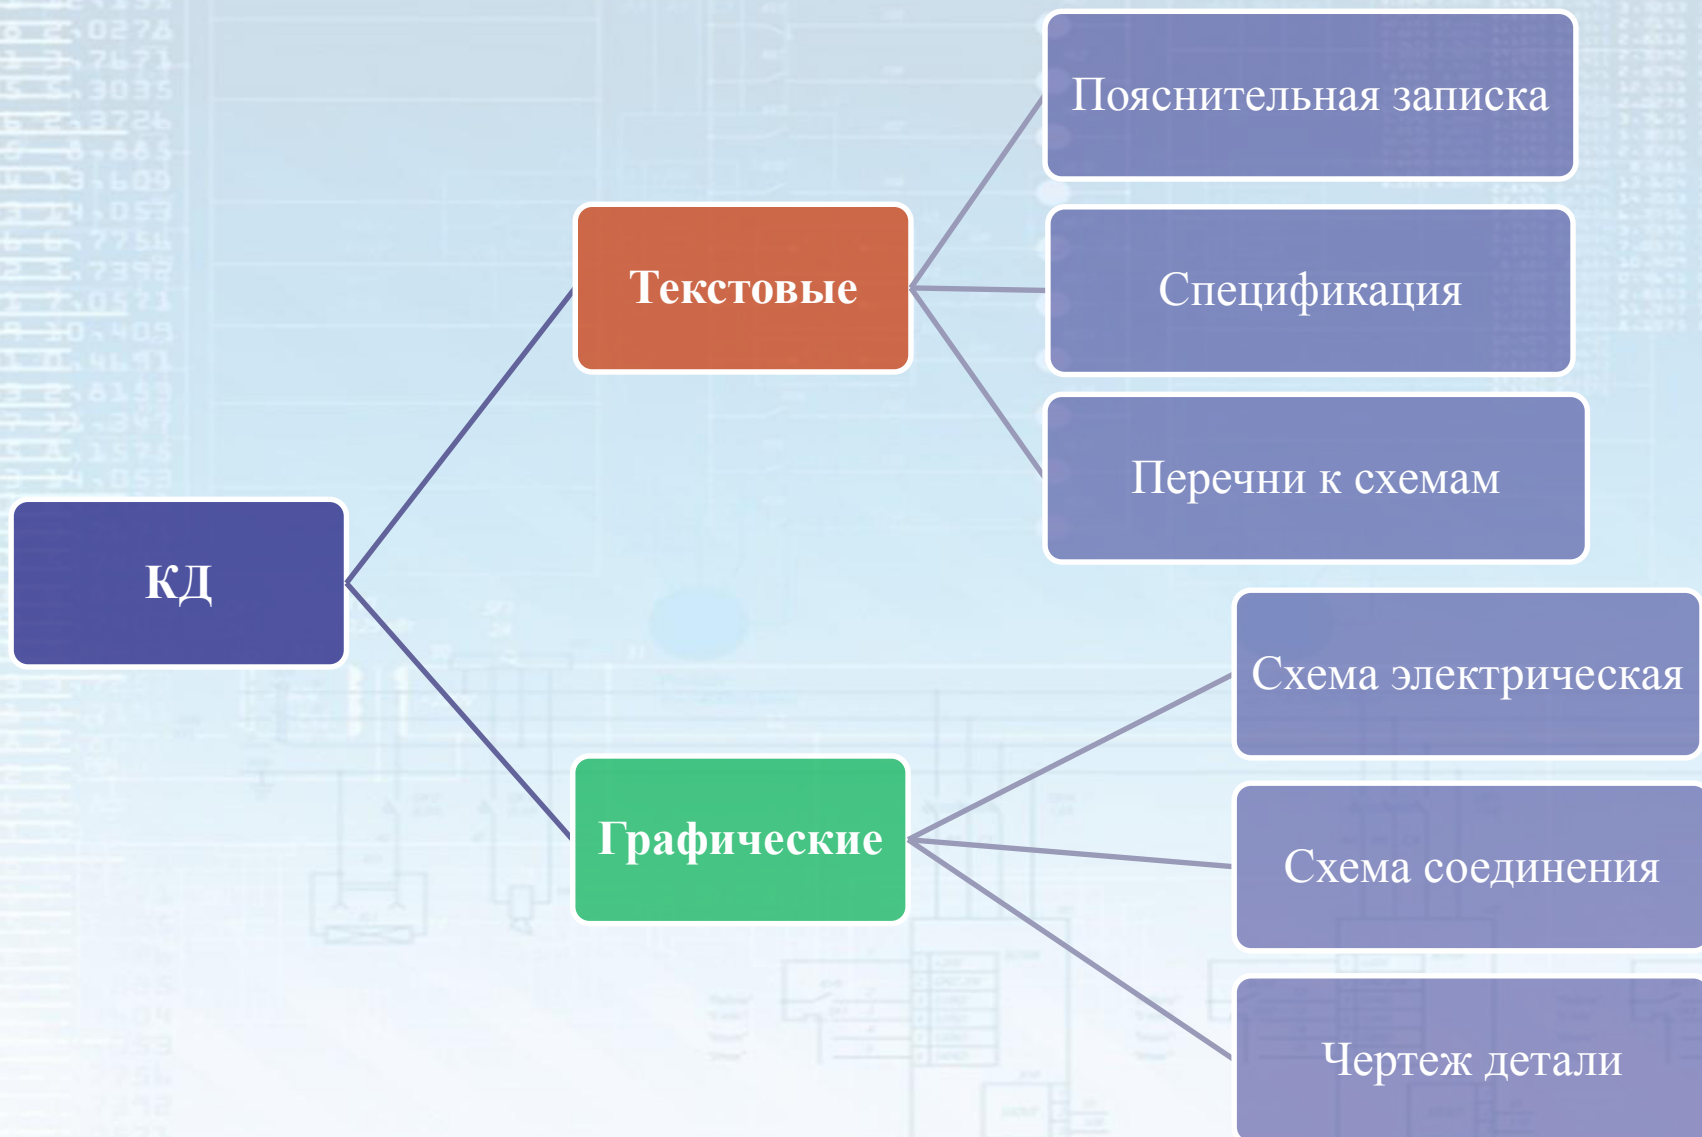 Пояснительная записка
Текстовые
Спецификация
Перечни к схемам
КД
Схема электрическая
Графические
Схема соединения
Чертеж детали